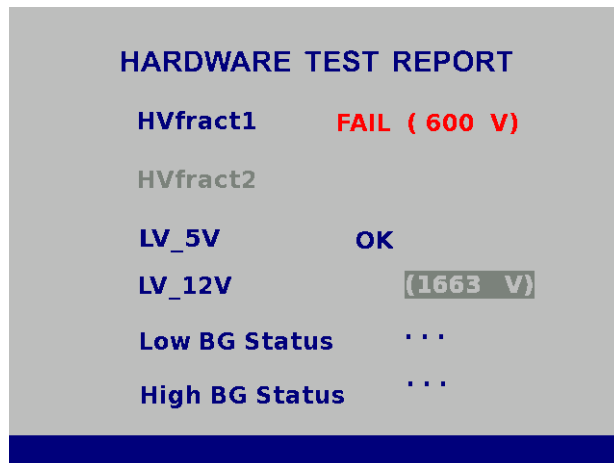 HARDWARE TEST REPORT
HVfract1 FAIL ( 600 V)
HVfract2
LV_5V OK
LV_12V (1663 V)
Low BG Status ...
High BG Status ...